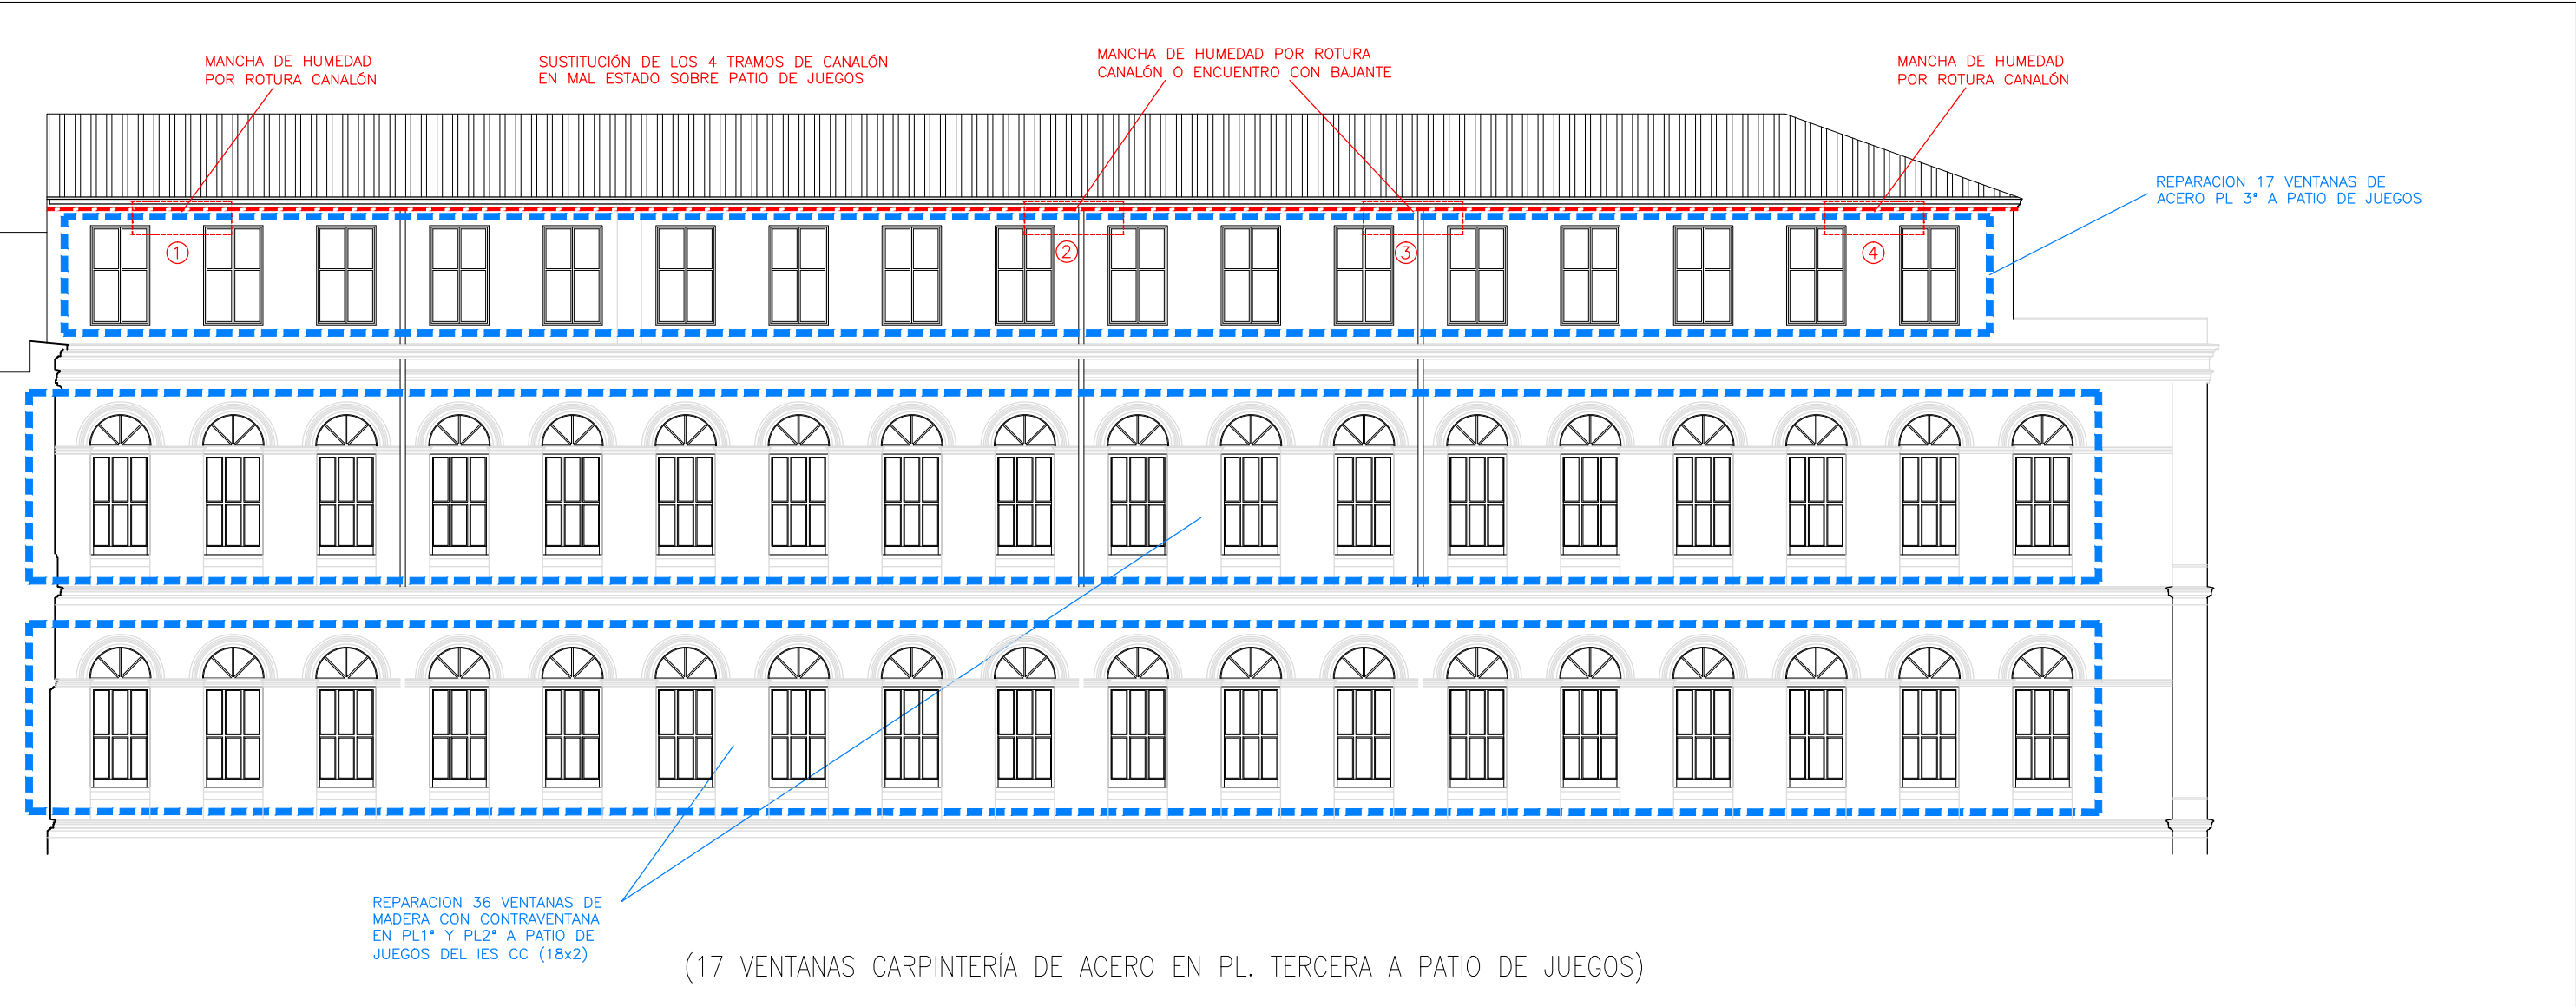 MANCHA DE HUMEDAD
POR ROTURA CANALÓN
SUSTITUCIÓN DE LOS 4 TRAMOS DE CANALÓN
EN MAL ESTADO SOBRE PATIO DE JUEGOS
MANCHA DE HUMEDAD POR ROTURA
CANALÓN O ENCUENTRO CON BAJANTE
MANCHA DE HUMEDAD
POR ROTURA CANALÓN
REPARACION 17 VENTANAS DE
ACERO PL 3ª A PATIO DE JUEGOS
1
2
3
4
REPARACION 36 VENTANAS DE
MADERA CON CONTRAVENTANA
EN PL1ª Y PL2ª A PATIO DE
JUEGOS DEL IES CC (18x2)
(17 VENTANAS CARPINTERÍA DE ACERO EN PL. TERCERA A PATIO DE JUEGOS)